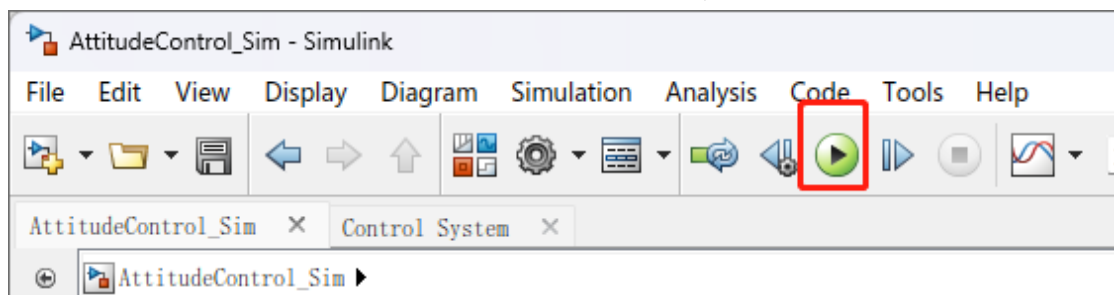 AttitudeControl_Sim - Simulink
File Edit View Display Diagram Simulation Analysis Code Tools Help
AttitudeControl_Sim Control System
AttitudeControl_Sim